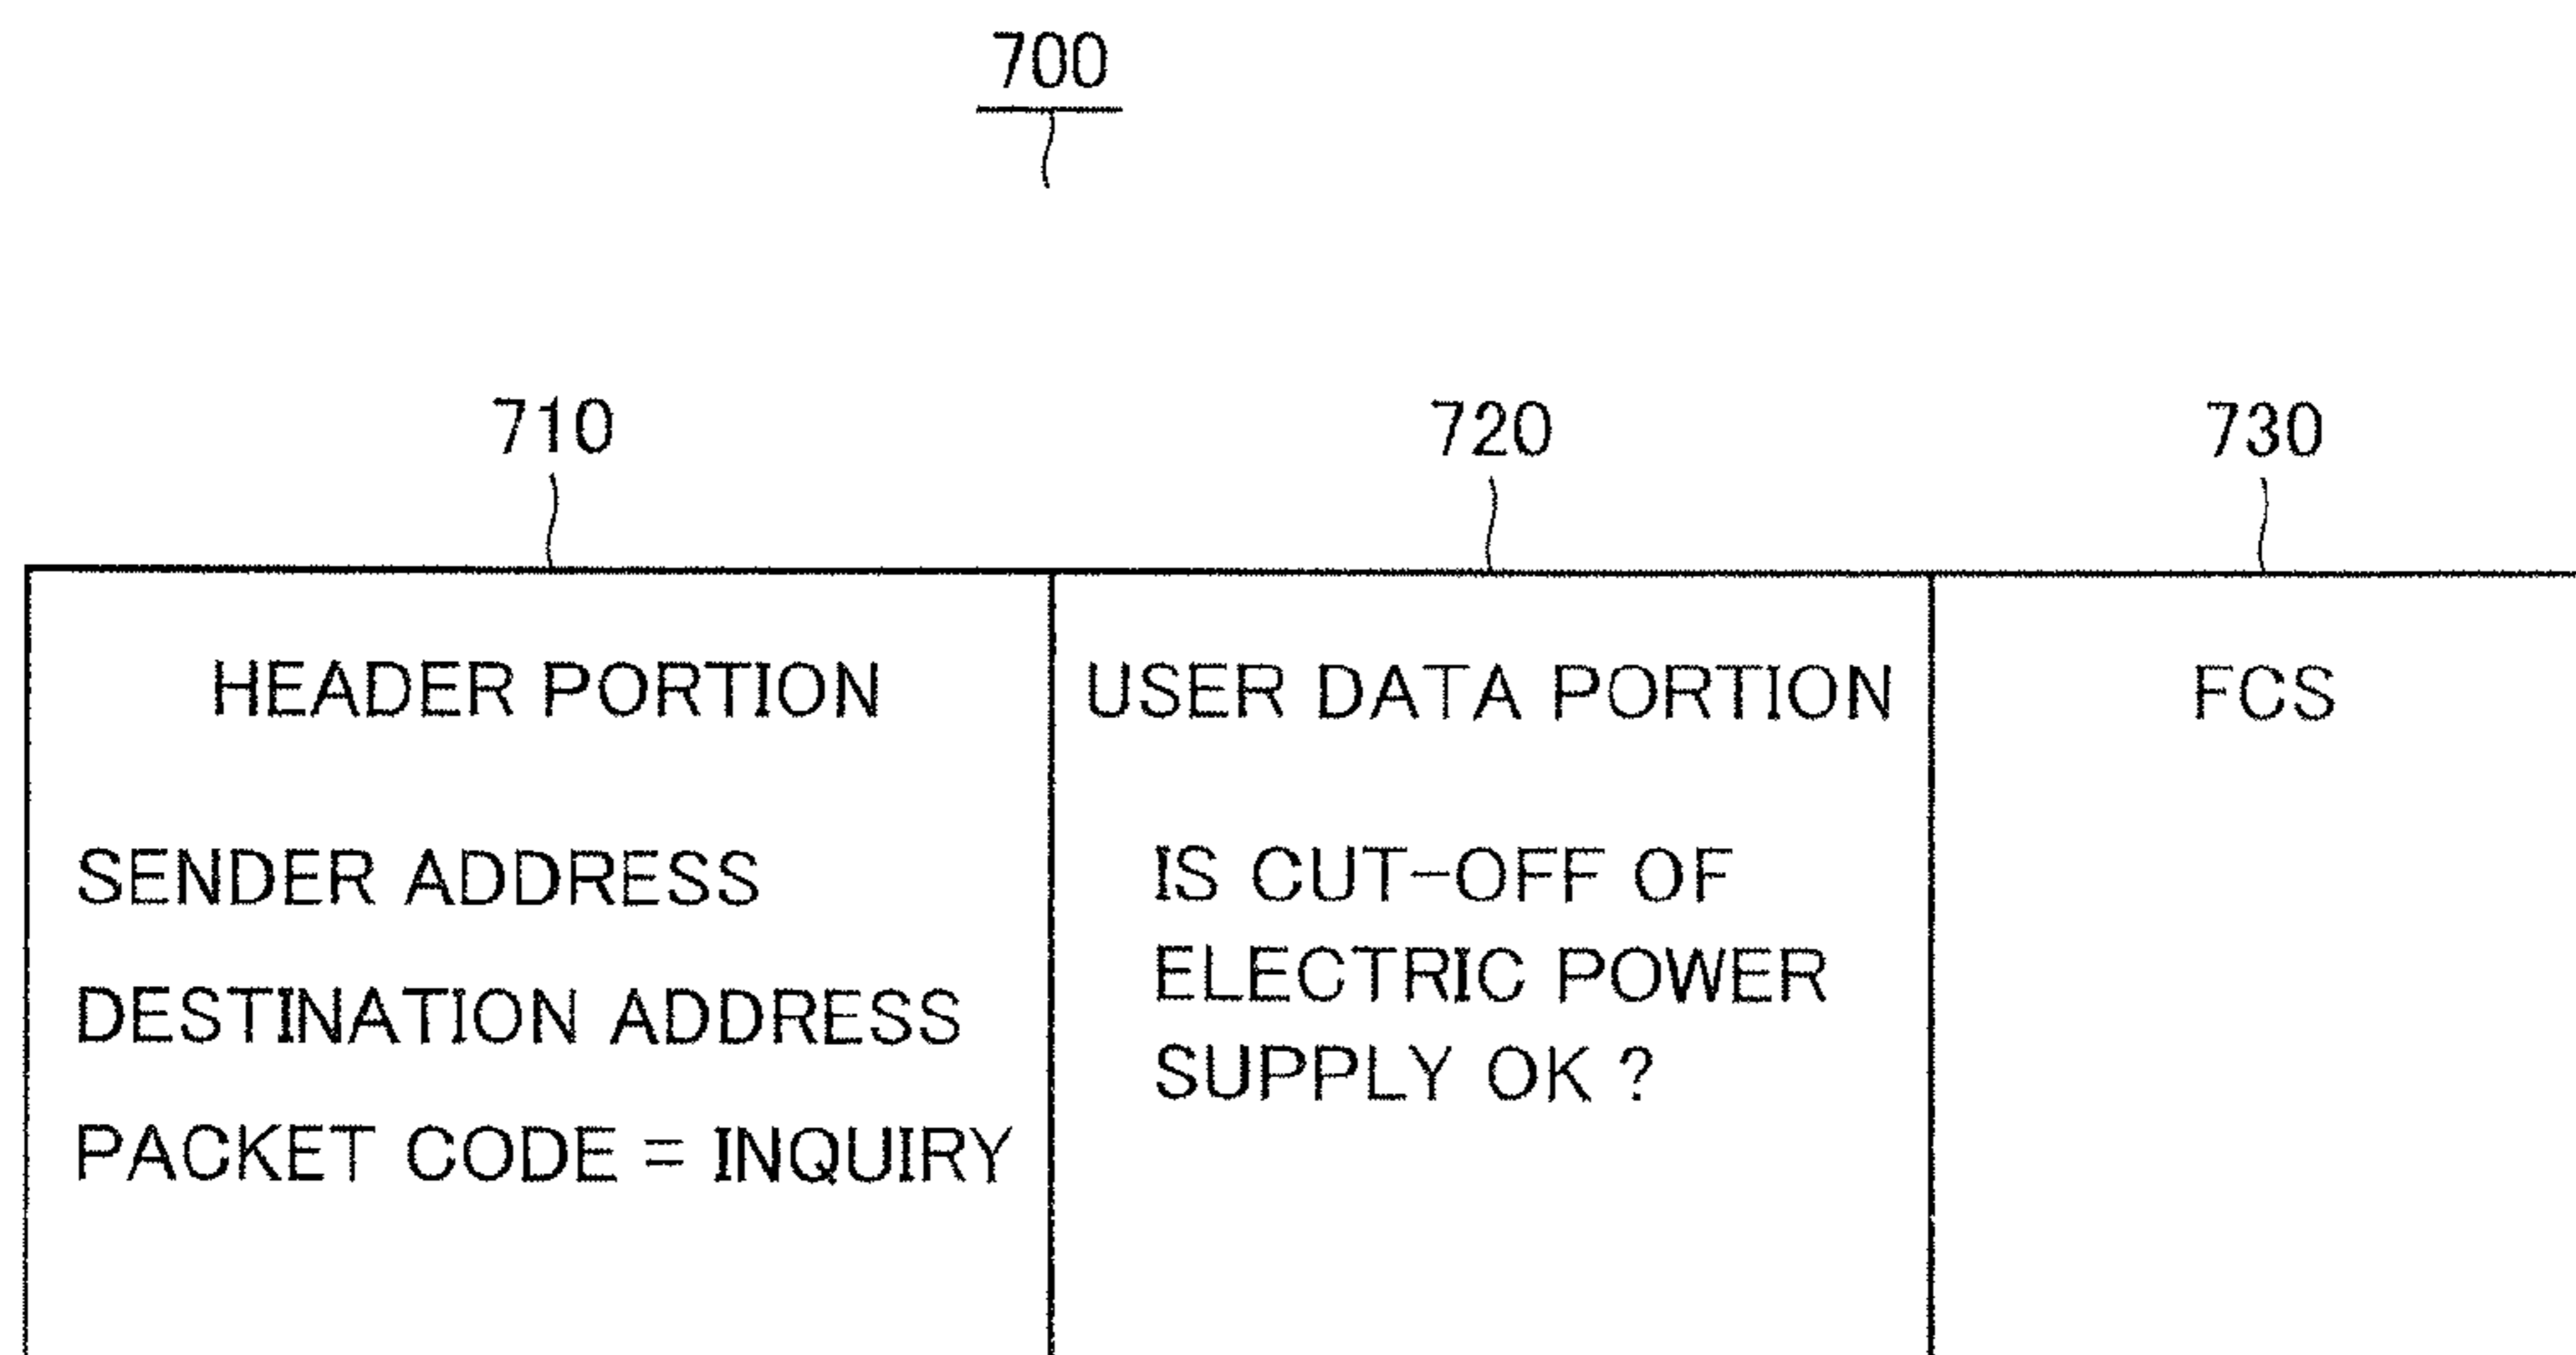 700
710
720
730
HEADER PORTION
SENDER ADDRESS
DESTINATION ADDRESS
PACKET CODE = INQUIRY
USER DATA PORTION
IS CUT-OFF OF
ELECTRIC POWER
SUPPLY OK ?
FCS